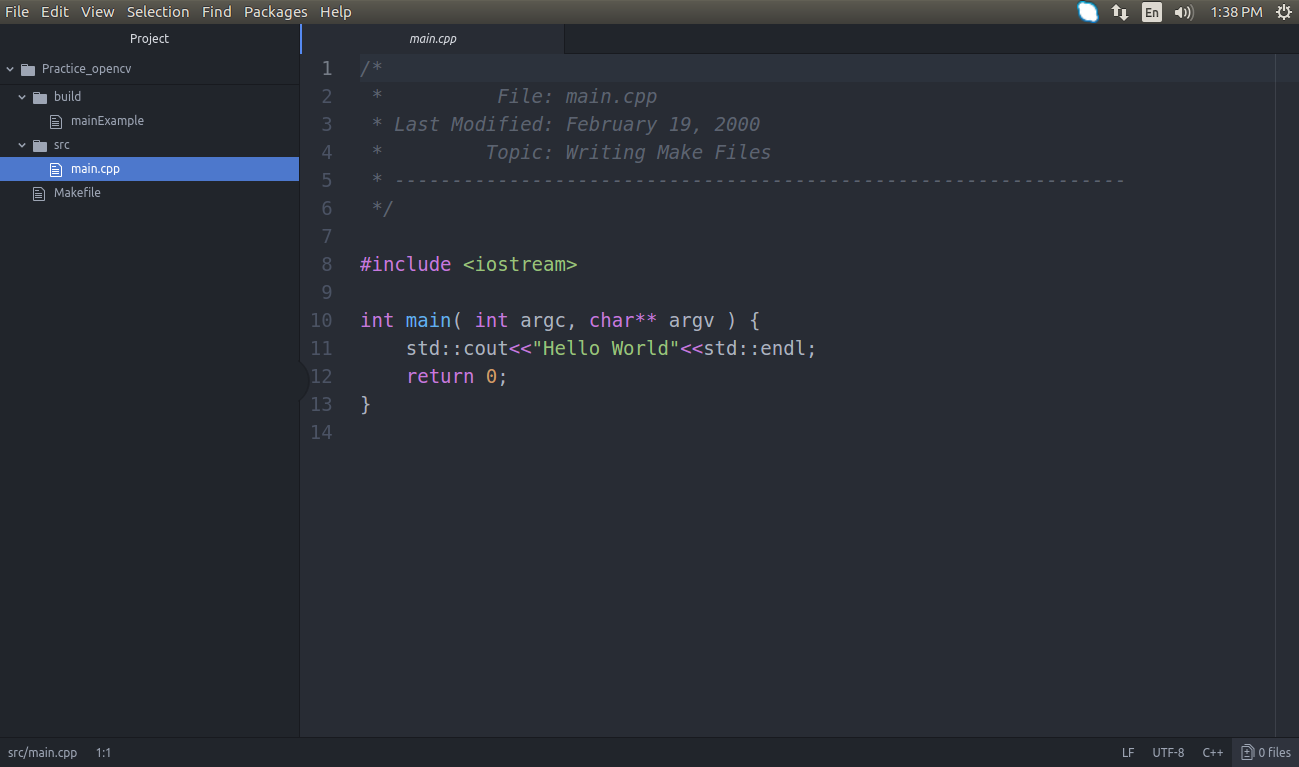 File Edit View Selection Find Packages Help En 1:38 PM
Project
main.cpp
Practice_opencv
build
mainExample
src
main.cpp
Makefile
1 /*
2  *          File: main.cpp
3  * Last Modified: February 19, 2000
4  *         Topic: Writing Make Files
5  * ----------------------------------------------------------------
6  */
7
8 #include <iostream>
9
10 int main( int argc, char** argv ) {
11     std::cout<<"Hello World"<<std::endl;
12     return 0;
13 }
14
src/main.cpp 1:1 LF UTF-8 C++ 0 files